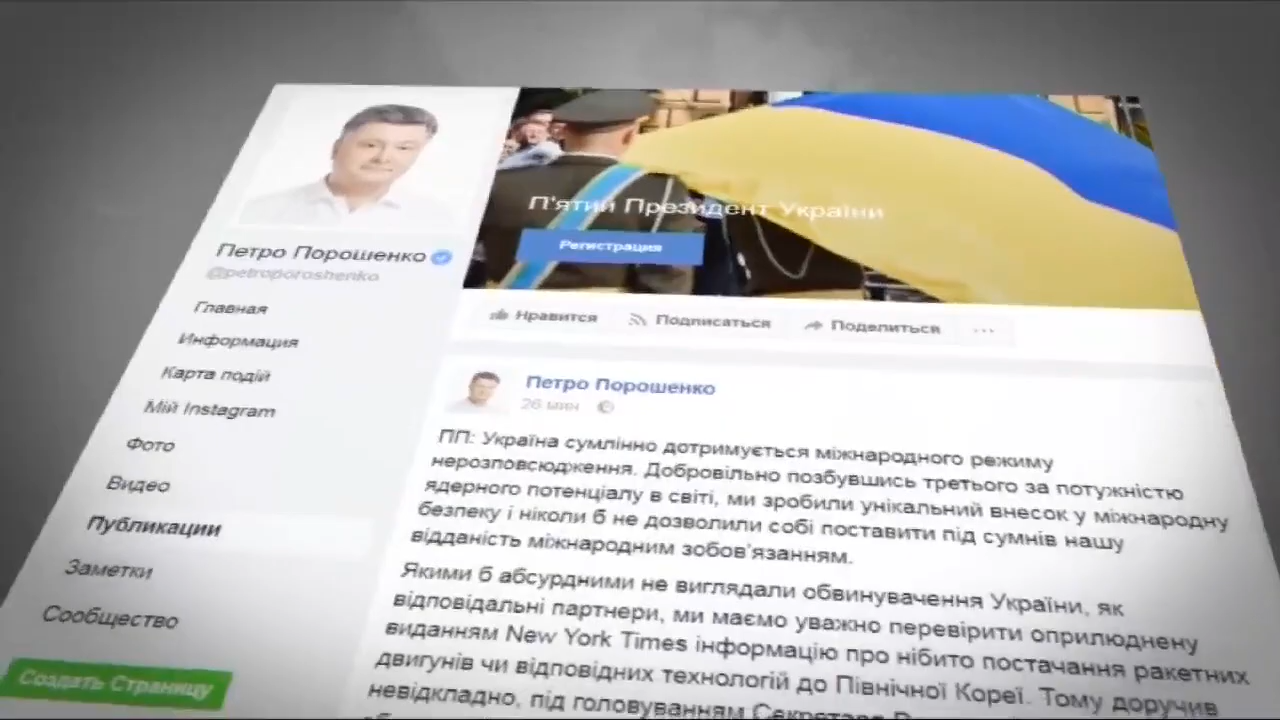 П'ятий Президент України
Регистрация
Петро Порошенко
@petroporoshenko
Главная
Информация
Карта подій
Мій Instagram
Фото
Видео
Публикации
Заметки
Сообщество
Создать Страницу
Нравится
Подписаться
Поделиться
...
Петро Порошенко
26 мин
ПП: Україна сумлінно дотримується міжнародного режиму
нерозповсюдження. Добровільно позбувшись третього за потужністю
ядерного потенціалу в світі, ми зробили унікальний внесок у міжнародну
безпеку і ніколи б не дозволили собі поставити під сумнів нашу
відданість міжнародним зобов'язанням.
Якими б абсурдними не виглядали обвинувачення України, як
відповідальні партнери, ми маємо уважно перевірити оприлюднену
виданням New York Times інформацію про нібито постачання ракетних
двигунів чи відповідних технологій до Північної Кореї. Тому доручив
невідкладно, під головуванням Секретаря